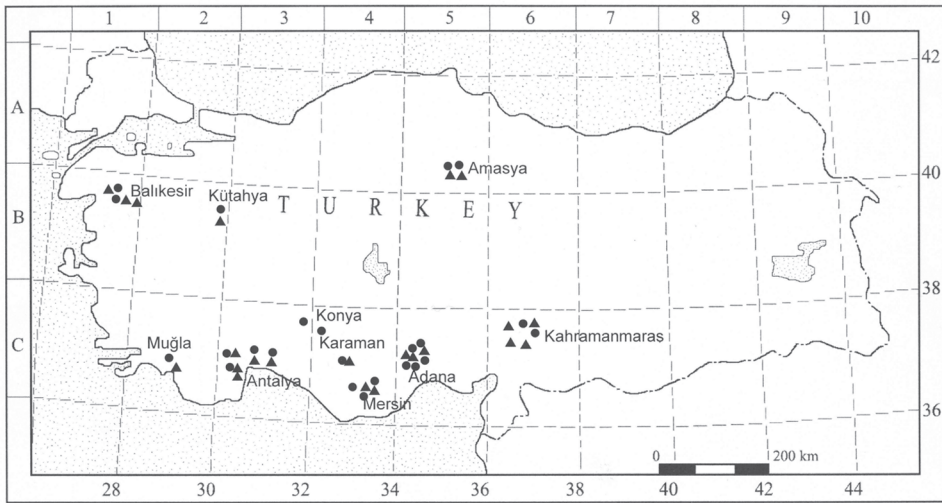 1 2 3 4 5 6 7 8 9 10
42
A
Amasya
40
Balıkesir Kütahya
B
T U R K E Y
38
Konya
C
Muğla Karaman Kahramanmaras
Antalya Adana
Mersin
36
0 200 km
28 30 32 34 36 38 40 42 44